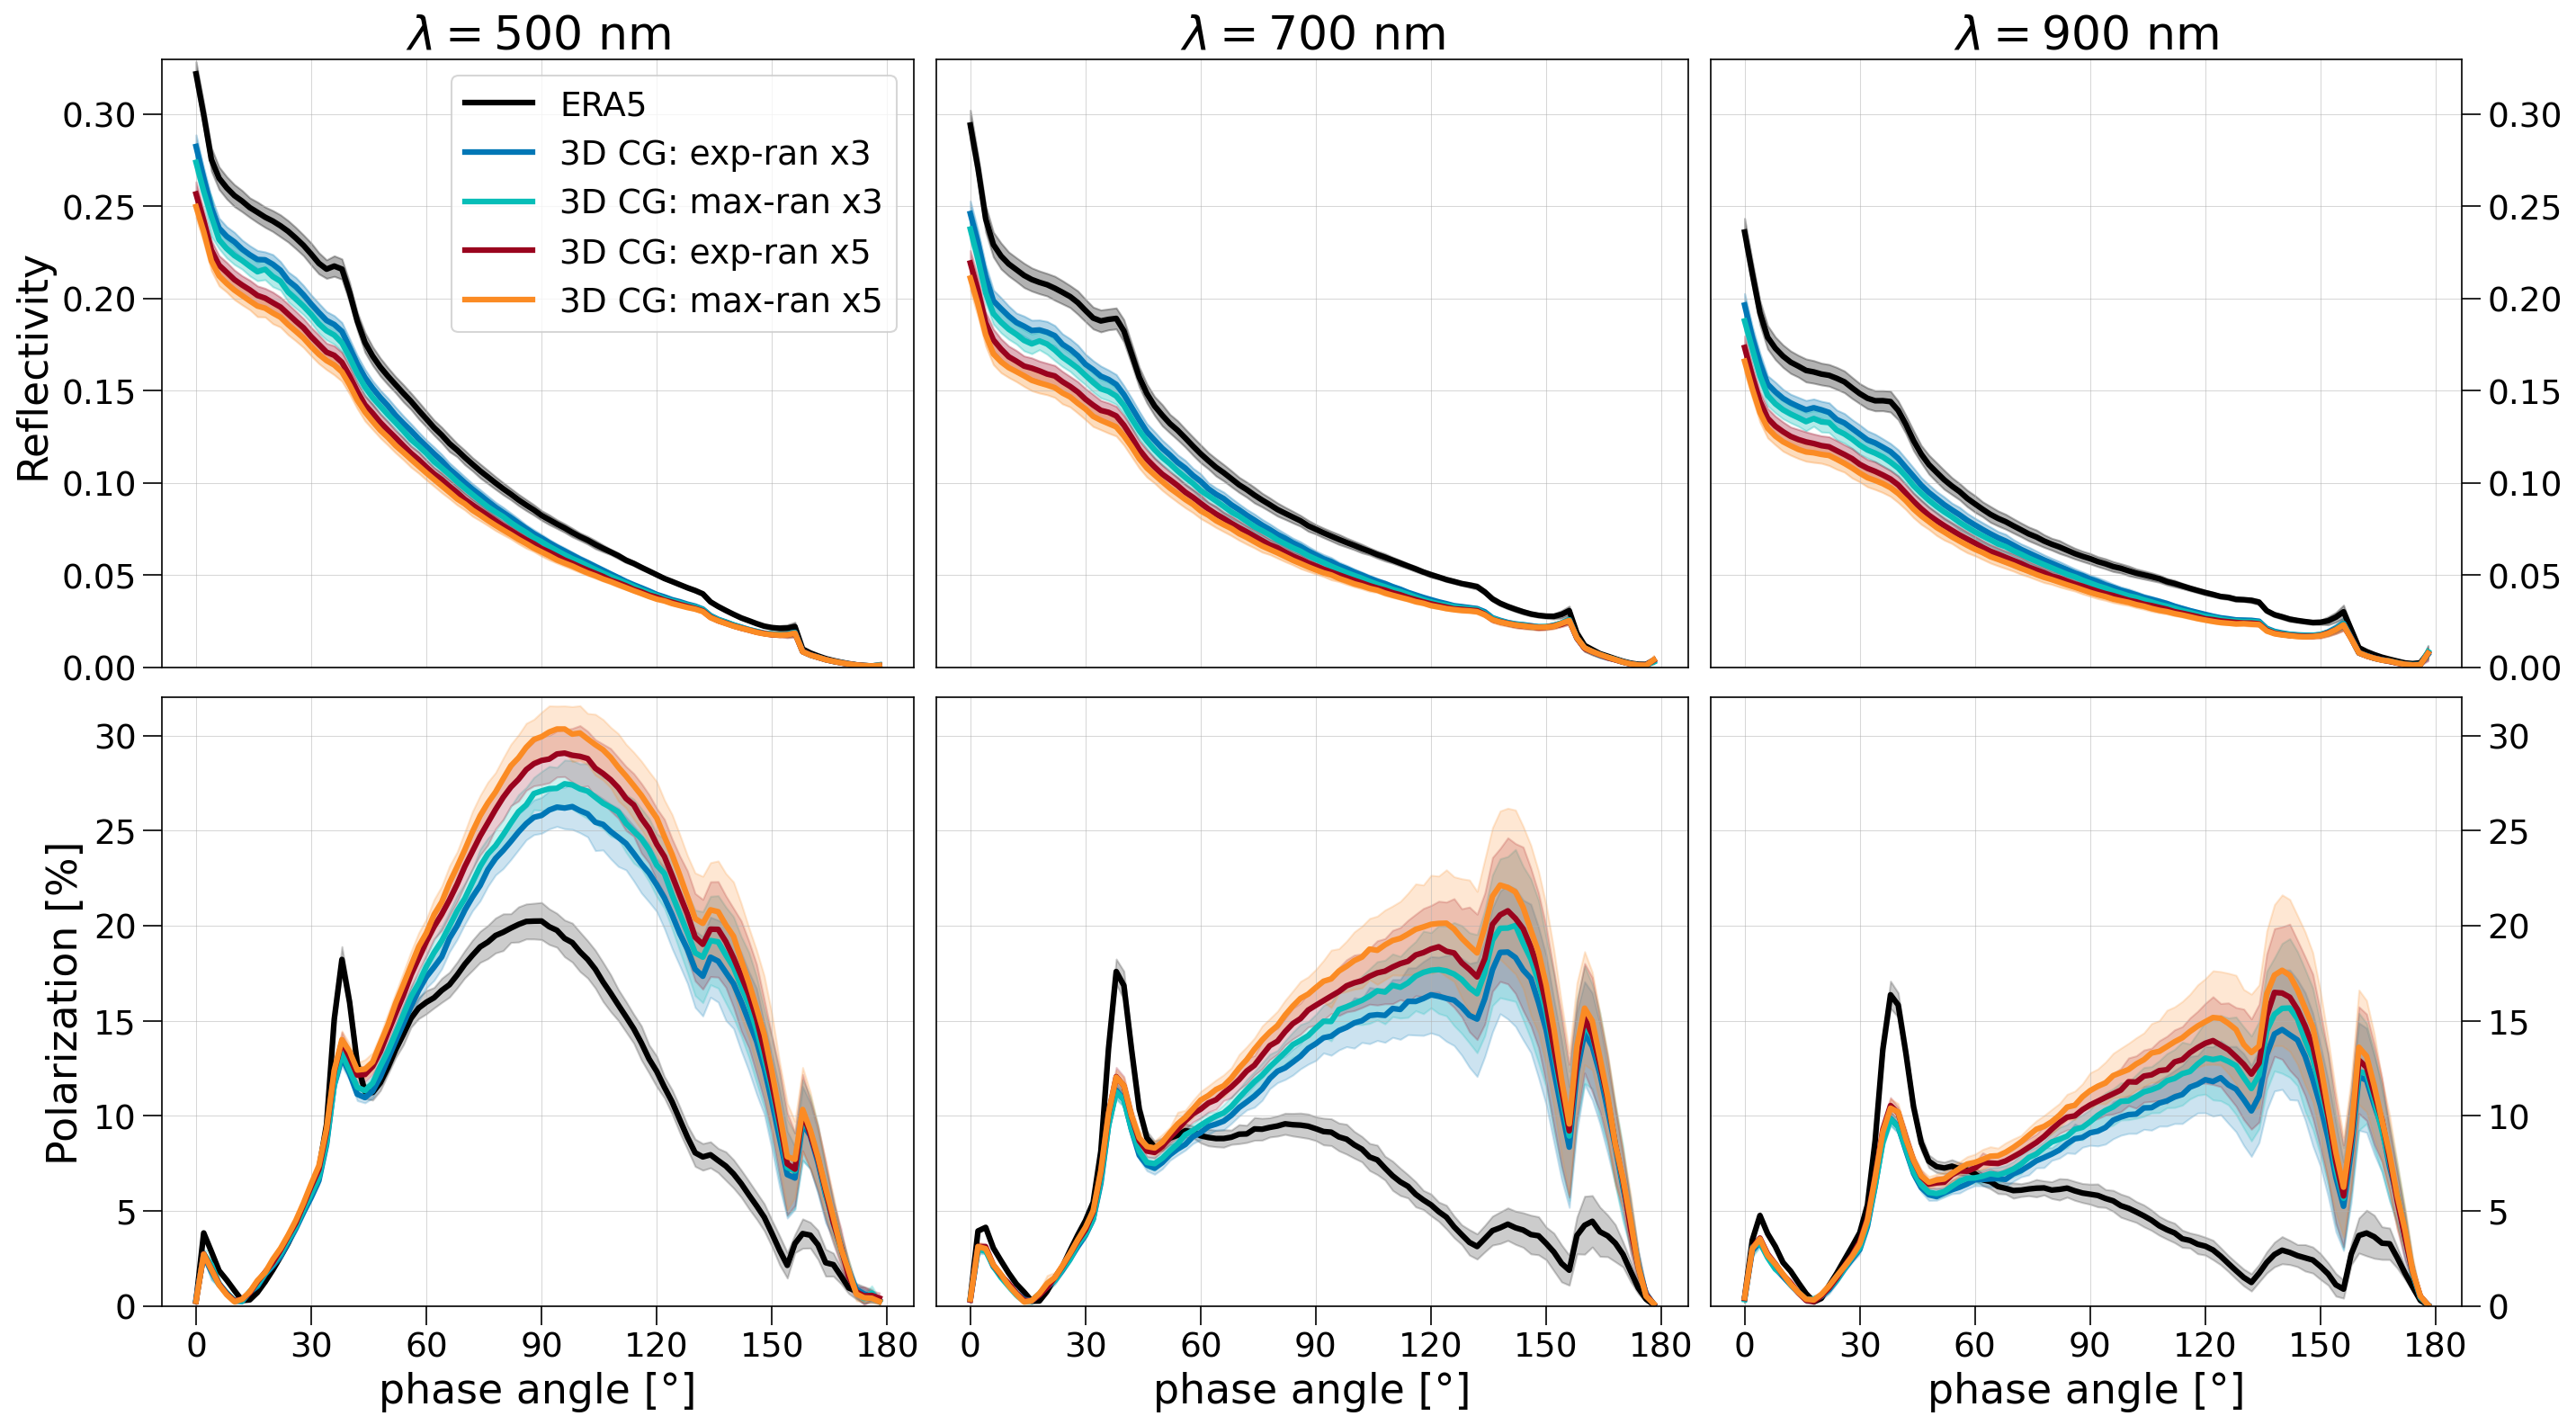 λ = 500 nm
λ = 700 nm
λ = 900 nm
Reflectivity
0.30
0.25
0.20
0.15
0.10
0.05
0.00
ERA5
3D CG: exp-ran x3
3D CG: max-ran x3
3D CG: exp-ran x5
3D CG: max-ran x5
0.30
0.25
0.20
0.15
0.10
0.05
0.00
Polarization [%]
30
25
20
15
10
5
0
30
25
20
15
10
5
0
0 30 60 90 120 150 180
0 30 60 90 120 150 180
0 30 60 90 120 150 180
phase angle [°]
phase angle [°]
phase angle [°]